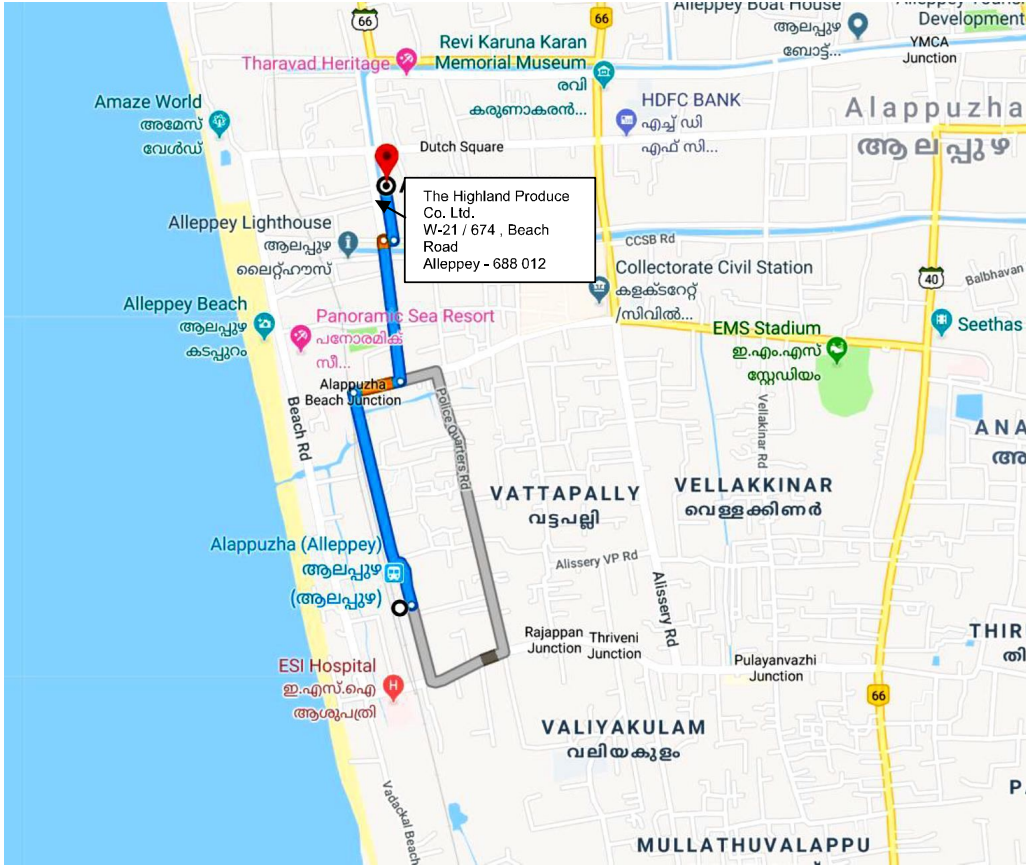 66
66
Alleppey Boat House
ആലപ്പുഴ
ബോട്ട്...
Development
YMCA
Junction
Revi Karuna Karan
Memorial Museum
രവി
കരുണാകരൻ...
Tharavad Heritage
Amaze World
അമേസ്
വേൾഡ്
HDFC BANK
എച്ച് ഡി
എഫ് സി...
Alappuzha
ആലപ്പുഴ
Dutch Square
The Highland Produce
Co. Ltd.
W-21 / 674 , Beach
Road
Alleppey - 688 012
Alleppey Lighthouse
ആലപ്പുഴ
ലൈറ്റ്ഹൗസ്
CCSB Rd
Collectorate Civil Station
കളക്ടറേറ്റ്
/സിവിൽ...
40
Balbhavan
Alleppey Beach
ആലപ്പുഴ
കടപ്പുറം
Panoramic Sea Resort
പനോരമിക്
സീ...
EMS Stadium
ഇ.എം.എസ്
സ്റ്റേഡിയം
Seethas
Alappuzha
Beach Junction
Beach Rd
Police Quarters Rd
Vellakinar Rd
ANA
VATTAPALLY
വട്ടപല്ലി
VELLAKKINAR
വെള്ളക്കിണർ
Alappuzha (Alleppey)
ആലപ്പുഴ
(ആലപ്പുഴ)
Alissery VP Rd
Alissery Rd
Rajappan
Junction
Thriveni
Junction
THIR
തി
Pulayanvazhi
Junction
ESI Hospital
ഇ.എസ്.ഐ
ആശുപത്രി
66
VALIYAKULAM
വലിയകുളം
Vadackal Beach
MULLATHUVALAPPU